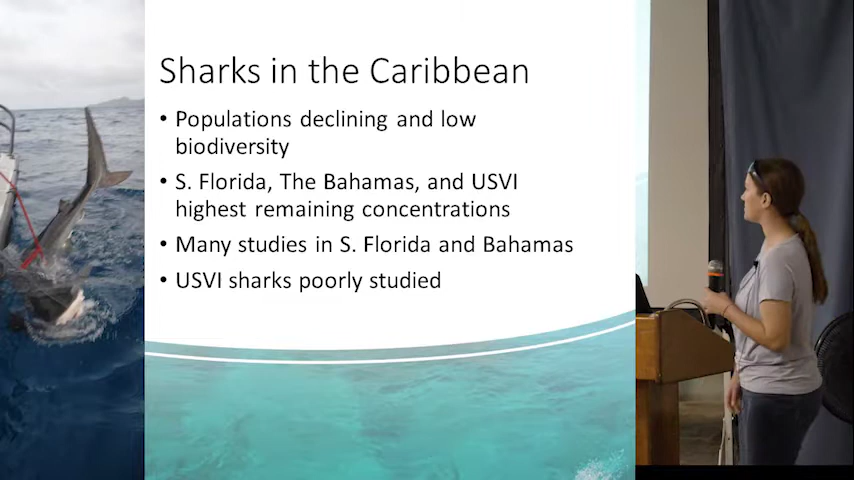 Sharks in the Caribbean
• Populations declining and low
biodiversity
• S. Florida, The Bahamas, and USVI
highest remaining concentrations
• Many studies in S. Florida and Bahamas
• USVI sharks poorly studied